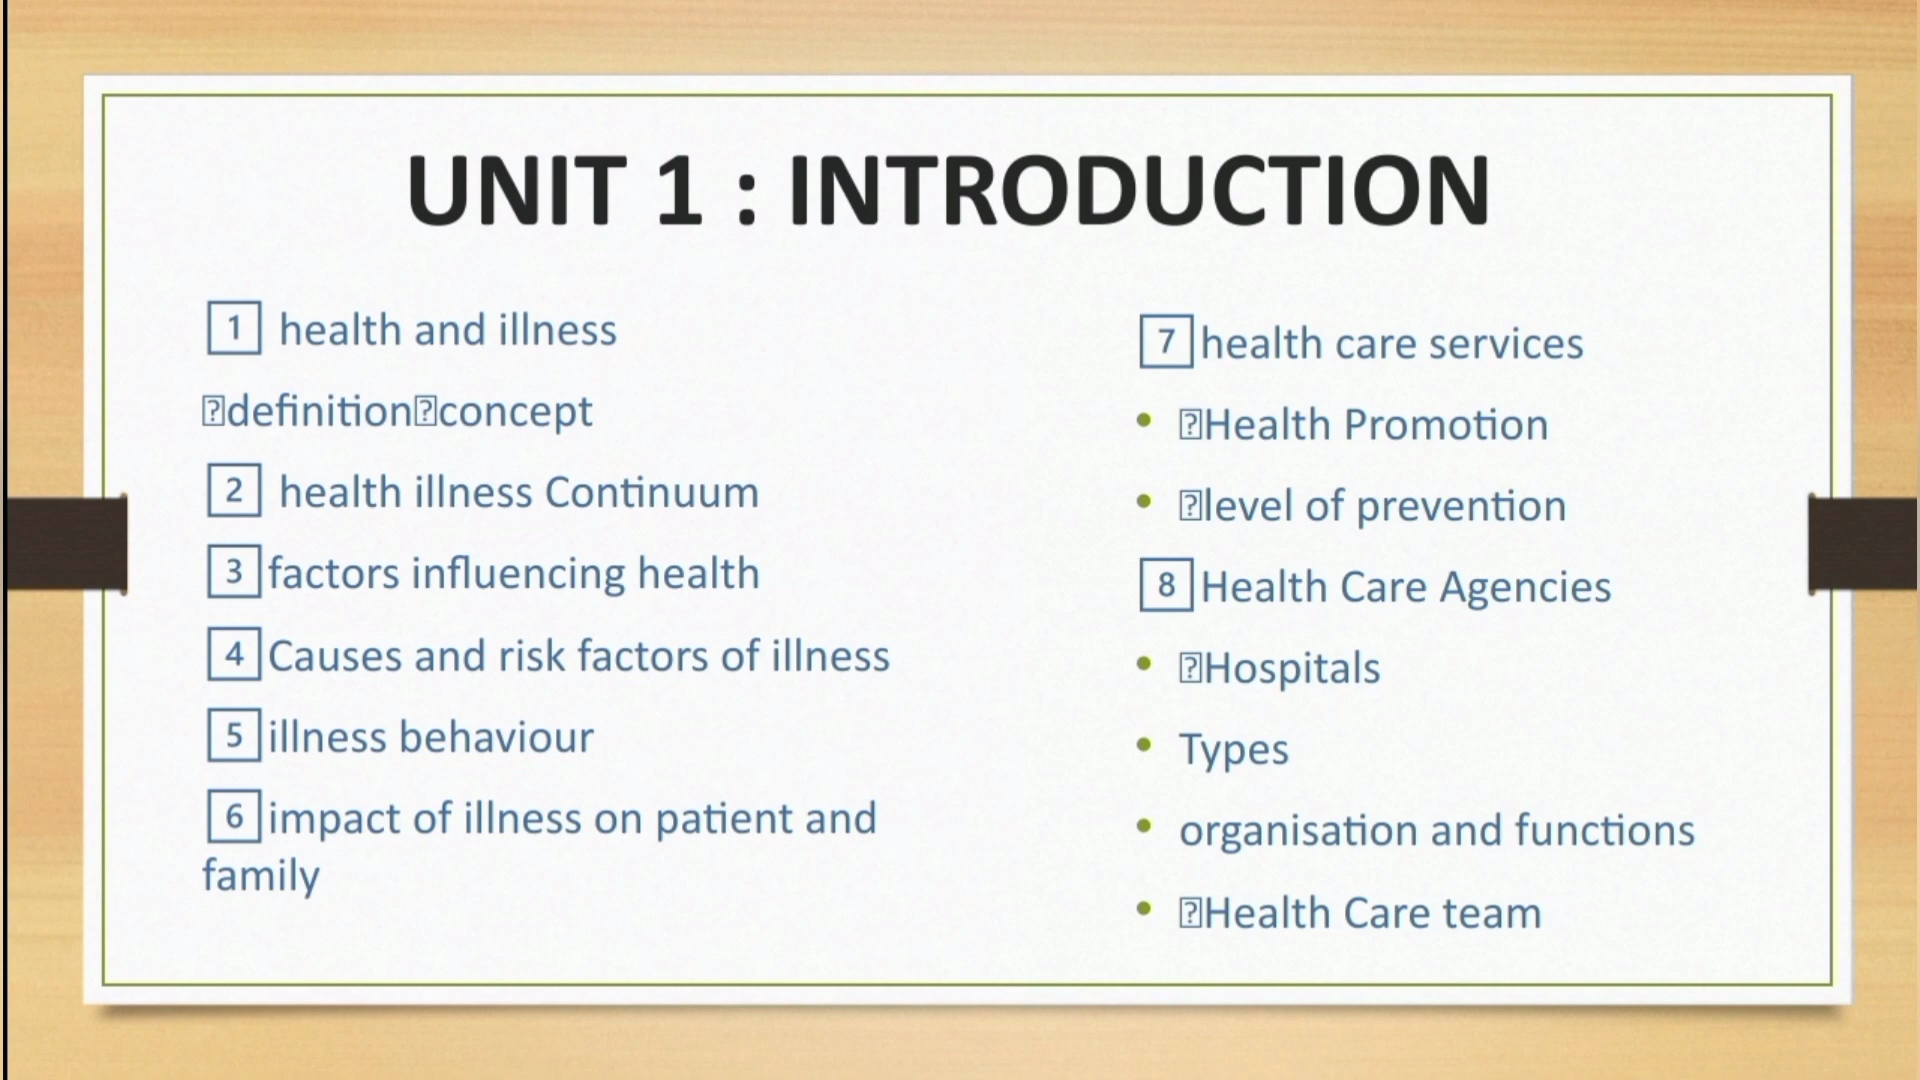 UNIT 1 : INTRODUCTION
1 health and illness
⍰definition⍰concept
2 health illness Continuum
3 factors influencing health
4 Causes and risk factors of illness
5 illness behaviour
6 impact of illness on patient and
family
7 health care services
• ⍰Health Promotion
• ⍰level of prevention
8 Health Care Agencies
• ⍰Hospitals
• Types
• organisation and functions
• ⍰Health Care team